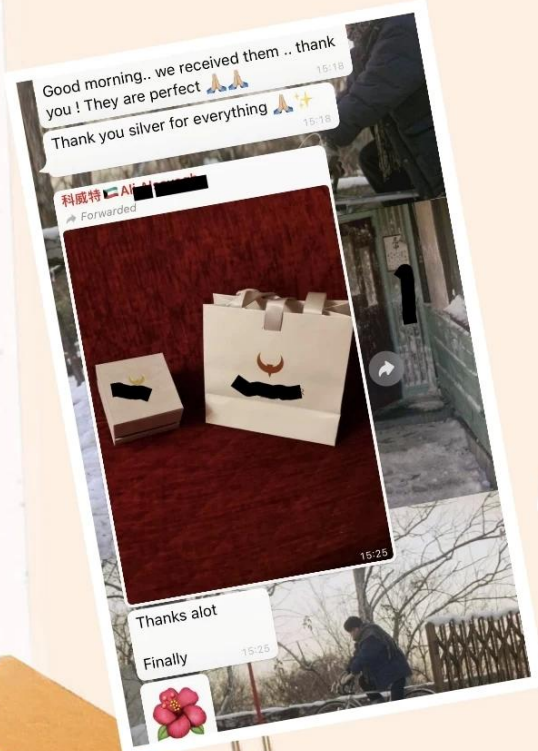 Good morning.. we received them .. thank
you ! They are perfect 🙏🏼🙏🏼
15:18
Thank you silver for everything 🙏🏼✨
15:18
科威特🇰🇼Ali
Forwarded
15:25
Thanks alot
Finally
15:25